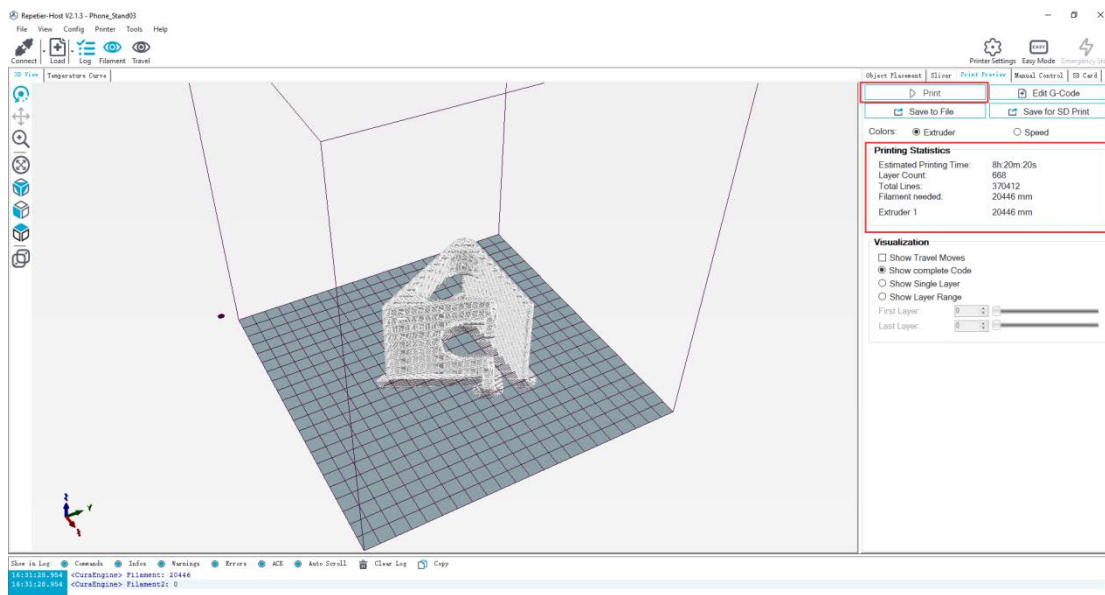 Repetier-Host V2.1.3 - Phone_Stand03
File View Config Printer Tools Help
Connect Load Log Filament Travel Printer Settings Easy Mode Emergency
EASY
3D View Temperature Curve Object Placement Slicer Print Preview Manual Control SD Card
Print Edit G-Code
Save to File Save for SD Print
Colors: Extruder Speed
Printing Statistics
Estimated Printing Time: 8h:20m:20s
Layer Count: 668
Total Lines: 370412
Filament needed: 20446 mm
Extruder 1 20446 mm
Visualization
Show Travel Moves
Show complete Code
Show Single Layer
Show Layer Range
First Layer: 0
Last Layer: 0
Y
Show in Log: Commands Infos Warnings Errors ACK Auto Scroll Clear Log Copy
16:31:28.954 <CuraEngine> Filament: 20446
16:31:28.954 <CuraEngine> Filament2: 0